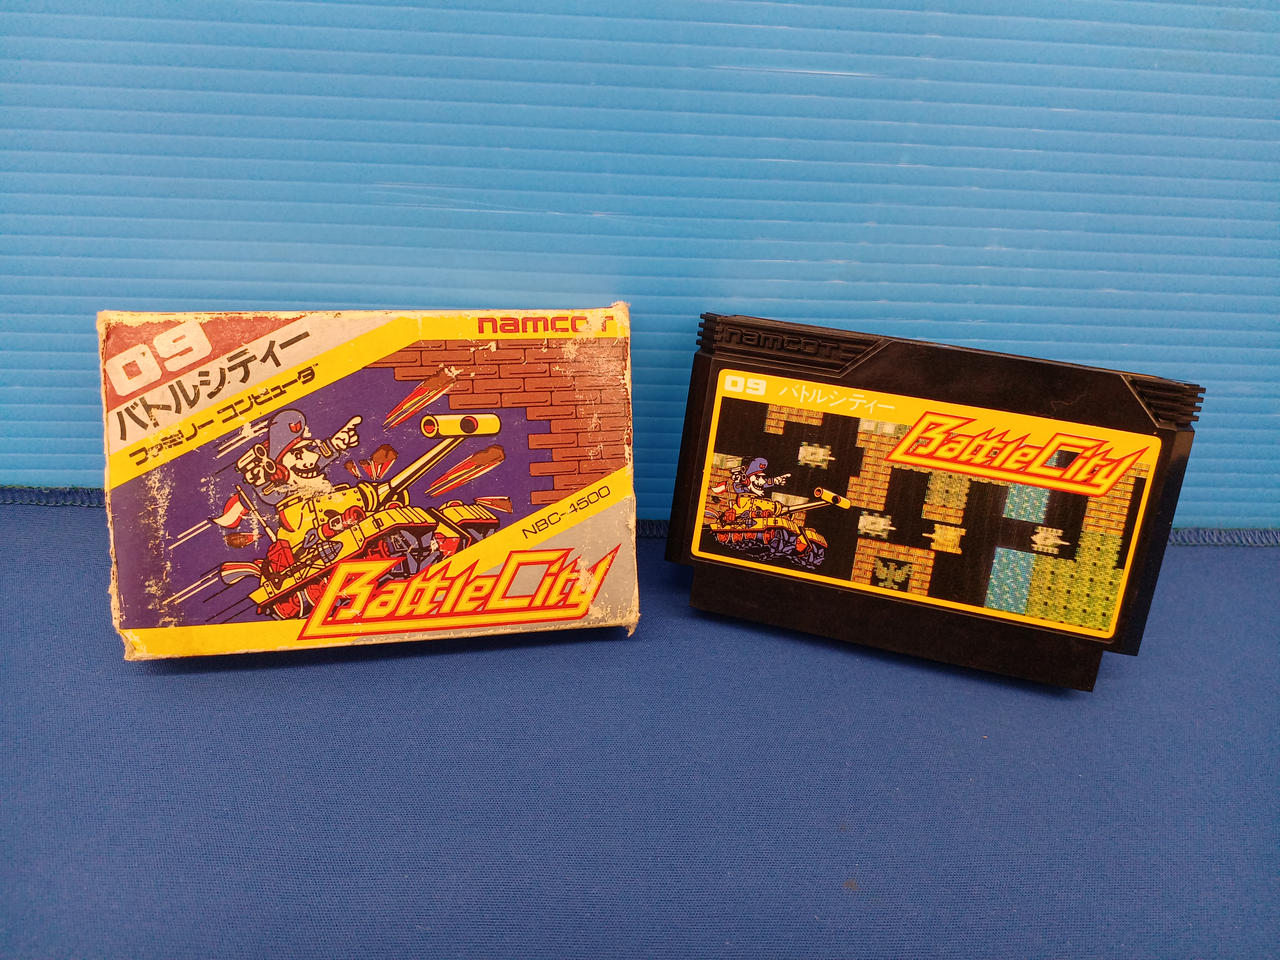 09
バトルシティー
ファミリーコンピュータ
namcot
NBC-4500
BattleCity
namcot
09 バトルシティー
BattleCity